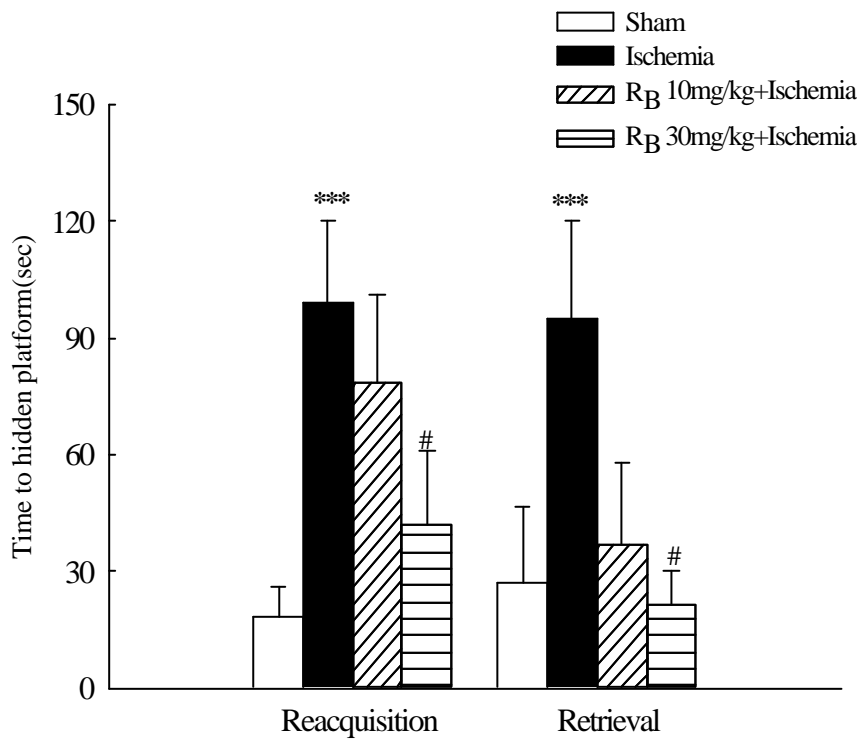 Sham
Ischemia
RB 10mg/kg+Ischemia
RB 30mg/kg+Ischemia
150
120
90
60
30
0
Time to hidden platform(sec)
***
***
#
#
Reacquisition
Retrieval